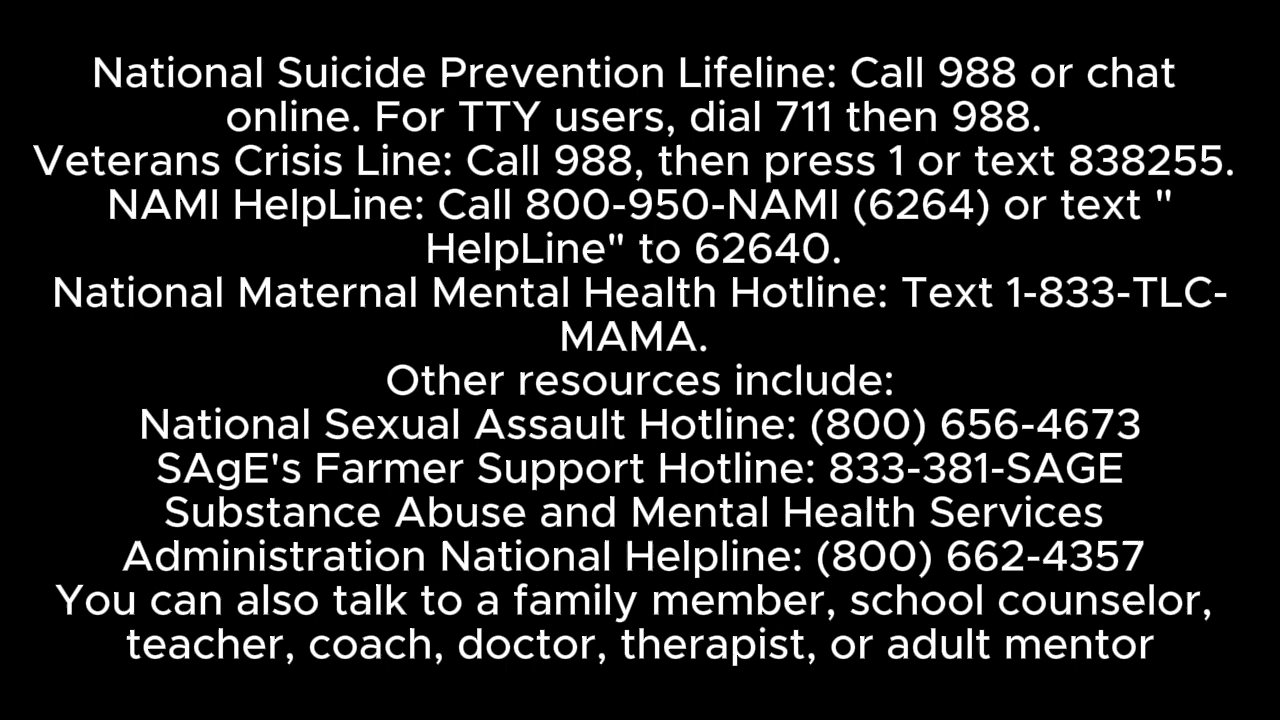 National Suicide Prevention Lifeline: Call 988 or chat
online. For TTY users, dial 711 then 988.
Veterans Crisis Line: Call 988, then press 1 or text 838255.
NAMI HelpLine: Call 800-950-NAMI (6264) or text "
HelpLine" to 62640.
National Maternal Mental Health Hotline: Text 1-833-TLC-
MAMA.
Other resources include:
National Sexual Assault Hotline: (800) 656-4673
SAgE's Farmer Support Hotline: 833-381-SAGE
Substance Abuse and Mental Health Services
Administration National Helpline: (800) 662-4357
You can also talk to a family member, school counselor,
teacher, coach, doctor, therapist, or adult mentor